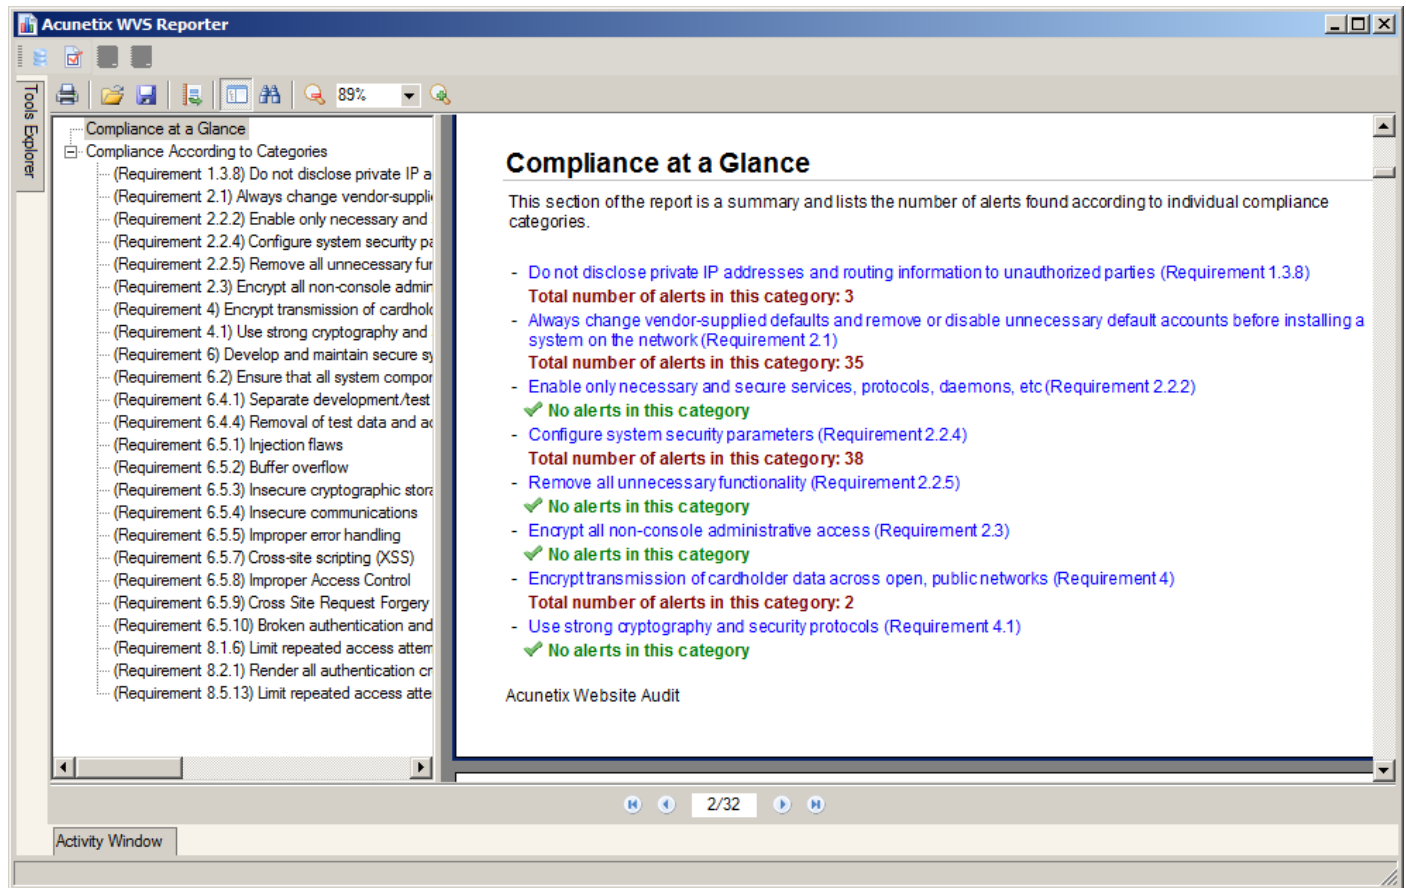 Acunetix WVS Reporter
Tools Explorer
89%
Compliance at a Glance
Compliance According to Categories
(Requirement 1.3.8) Do not disclose private IP a
(Requirement 2.1) Always change vendor-suppli
(Requirement 2.2.2) Enable only necessary and
(Requirement 2.2.4) Configure system security pa
(Requirement 2.2.5) Remove all unnecessary fur
(Requirement 2.3) Encrypt all non-console admir
(Requirement 4) Encrypt transmission of cardholo
(Requirement 4.1) Use strong cryptography and
(Requirement 6) Develop and maintain secure sy
(Requirement 6.2) Ensure that all system compor
(Requirement 6.4.1) Separate development/test
(Requirement 6.4.4) Removal of test data and ac
(Requirement 6.5.1) Injection flaws
(Requirement 6.5.2) Buffer overflow
(Requirement 6.5.3) Insecure cryptographic stora
(Requirement 6.5.4) Insecure communications
(Requirement 6.5.5) Improper error handling
(Requirement 6.5.7) Cross-site scripting (XSS)
(Requirement 6.5.8) Improper Access Control
(Requirement 6.5.9) Cross Site Request Forgery
(Requirement 6.5.10) Broken authentication and
(Requirement 8.1.6) Limit repeated access attem
(Requirement 8.2.1) Render all authentication cr
(Requirement 8.5.13) Limit repeated access atte
Compliance at a Glance
This section of the report is a summary and lists the number of alerts found according to individual compliance
categories.
- Do not disclose private IP addresses and routing information to unauthorized parties (Requirement 1.3.8)
Total number of alerts in this category: 3
- Always change vendor-supplied defaults and remove or disable unnecessary default accounts before installing a
system on the network (Requirement 2.1)
Total number of alerts in this category: 35
- Enable only necessary and secure services, protocols, daemons, etc (Requirement 2.2.2)
No alerts in this category
- Configure system security parameters (Requirement 2.2.4)
Total number of alerts in this category: 38
- Remove all unnecessary functionality (Requirement 2.2.5)
No alerts in this category
- Encrypt all non-console administrative access (Requirement 2.3)
No alerts in this category
- Encrypt transmission of cardholder data across open, public networks (Requirement 4)
Total number of alerts in this category: 2
- Use strong cryptography and security protocols (Requirement 4.1)
No alerts in this category
Acunetix Website Audit
2/32
Activity Window